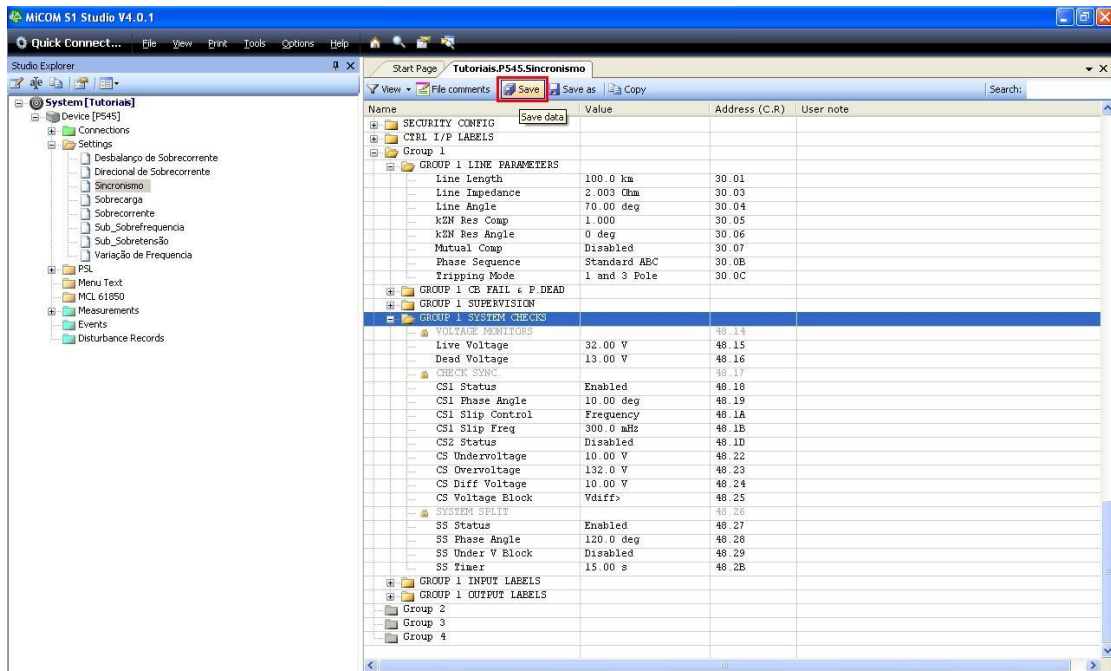 MiCOM S1 Studio V4.0.1
Quick Connect... File View Print Tools Options Help
Studio Explorer
Start Page Tutoriais.P545.Sincronismo
View File comments Save Save as Copy Search:
Save data
System [Tutoriais]
Device [P545]
Connections
Settings
Desbalanço de Sobrecorrente
Direcional de Sobrecorrente
Sincronismo
Sobrecarga
Sobrecorrente
Sub_Sobrefrequencia
Sub_Sobretensão
Variação de Frequencia
PSL
Menu Text
MCL 61850
Measurements
Events
Disturbance Records
Name Value Address (C.R) User note
SECURITY CONFIG
CTRL I/P LABELS
Group 1
GROUP 1 LINE PARAMETERS
Line Length 100.0 km 30.01
Line Impedance 2.003 Ohm 30.03
Line Angle 70.00 deg 30.04
kZN Res Comp 1.000 30.05
kZN Res Angle 0 deg 30.06
Mutual Comp Disabled 30.07
Phase Sequence Standard ABC 30.0B
Tripping Mode 1 and 3 Pole 30.0C
GROUP 1 CB FAIL & P.DEAD
GROUP 1 SUPERVISION
GROUP 1 SYSTEM CHECKS
VOLTAGE MONITORS 48.14
Live Voltage 32.00 V 48.15
Dead Voltage 13.00 V 48.16
CHECK SYNC. 48.17
CS1 Status Enabled 48.18
CS1 Phase Angle 10.00 deg 48.19
CS1 Slip Control Frequency 48.1A
CS1 Slip Freq 300.0 mHz 48.1B
CS2 Status Disabled 48.1D
CS Undervoltage 10.00 V 48.22
CS Overvoltage 132.0 V 48.23
CS Diff Voltage 10.00 V 48.24
CS Voltage Block Vdiff> 48.25
SYSTEM SPLIT 48.26
SS Status Enabled 48.27
SS Phase Angle 120.0 deg 48.28
SS Under V Block Disabled 48.29
SS Timer 15.00 s 48.2B
GROUP 1 INPUT LABELS
GROUP 1 OUTPUT LABELS
Group 2
Group 3
Group 4